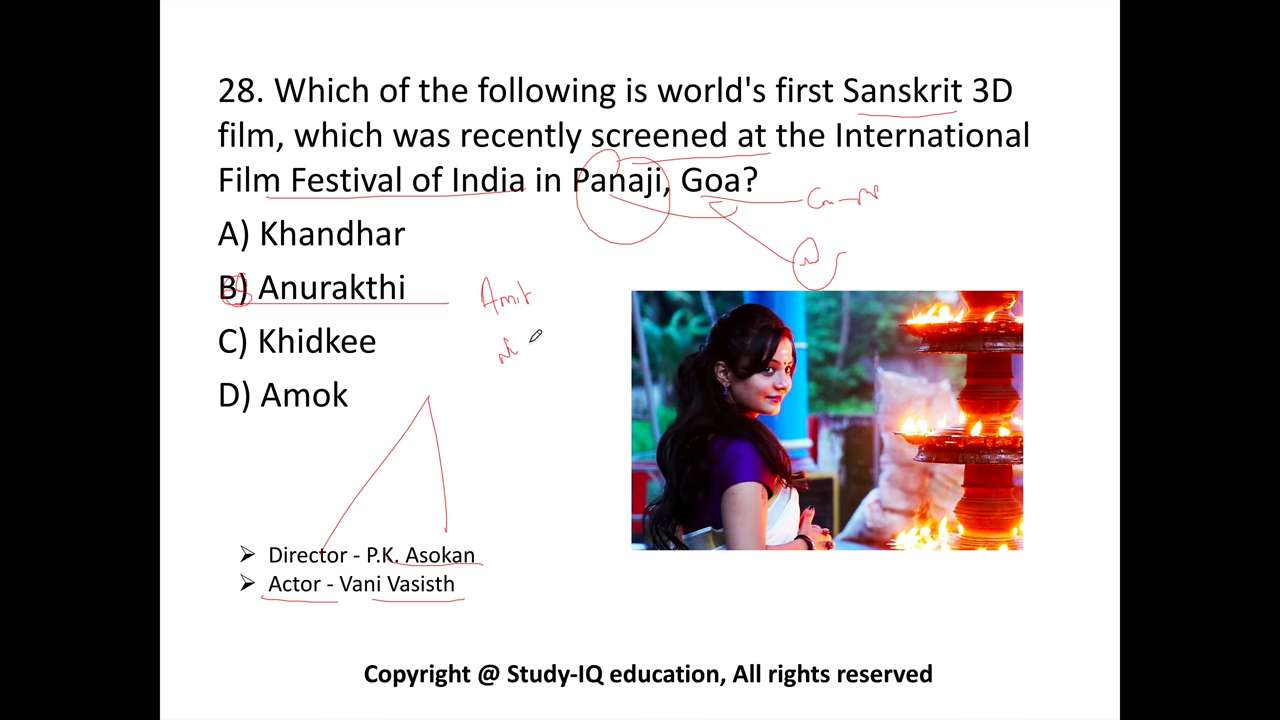 28. Which of the following is world's first Sanskrit 3D
film, which was recently screened at the International
Film Festival of India in Panaji, Goa?
A) Khandhar
B) Anurakthi
Amit
C) Khidkee
D) Amok
➢ Director - P.K. Asokan
➢ Actor - Vani Vasisth
Copyright @ Study-IQ education, All rights reserved